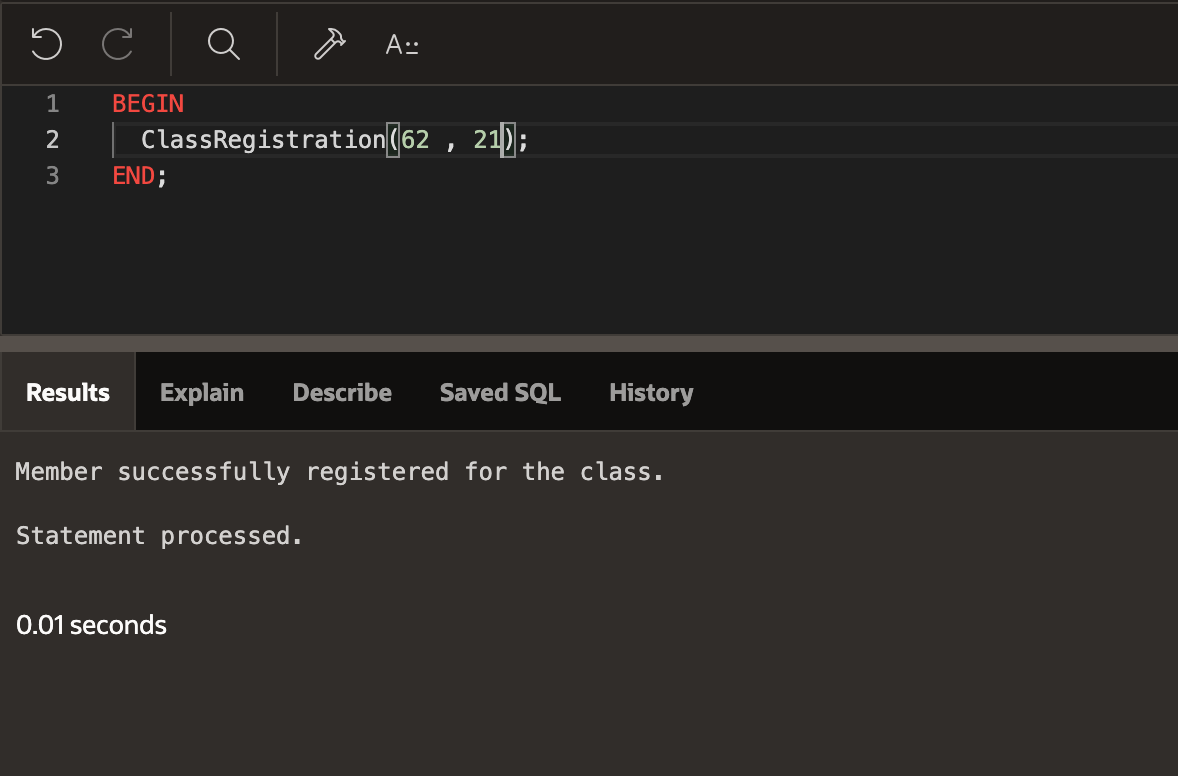 A
1 BEGIN
2 ClassRegistration(62 , 21);
3 END;
Results Explain Describe Saved SQL History
Member successfully registered for the class.
Statement processed.
0.01 seconds